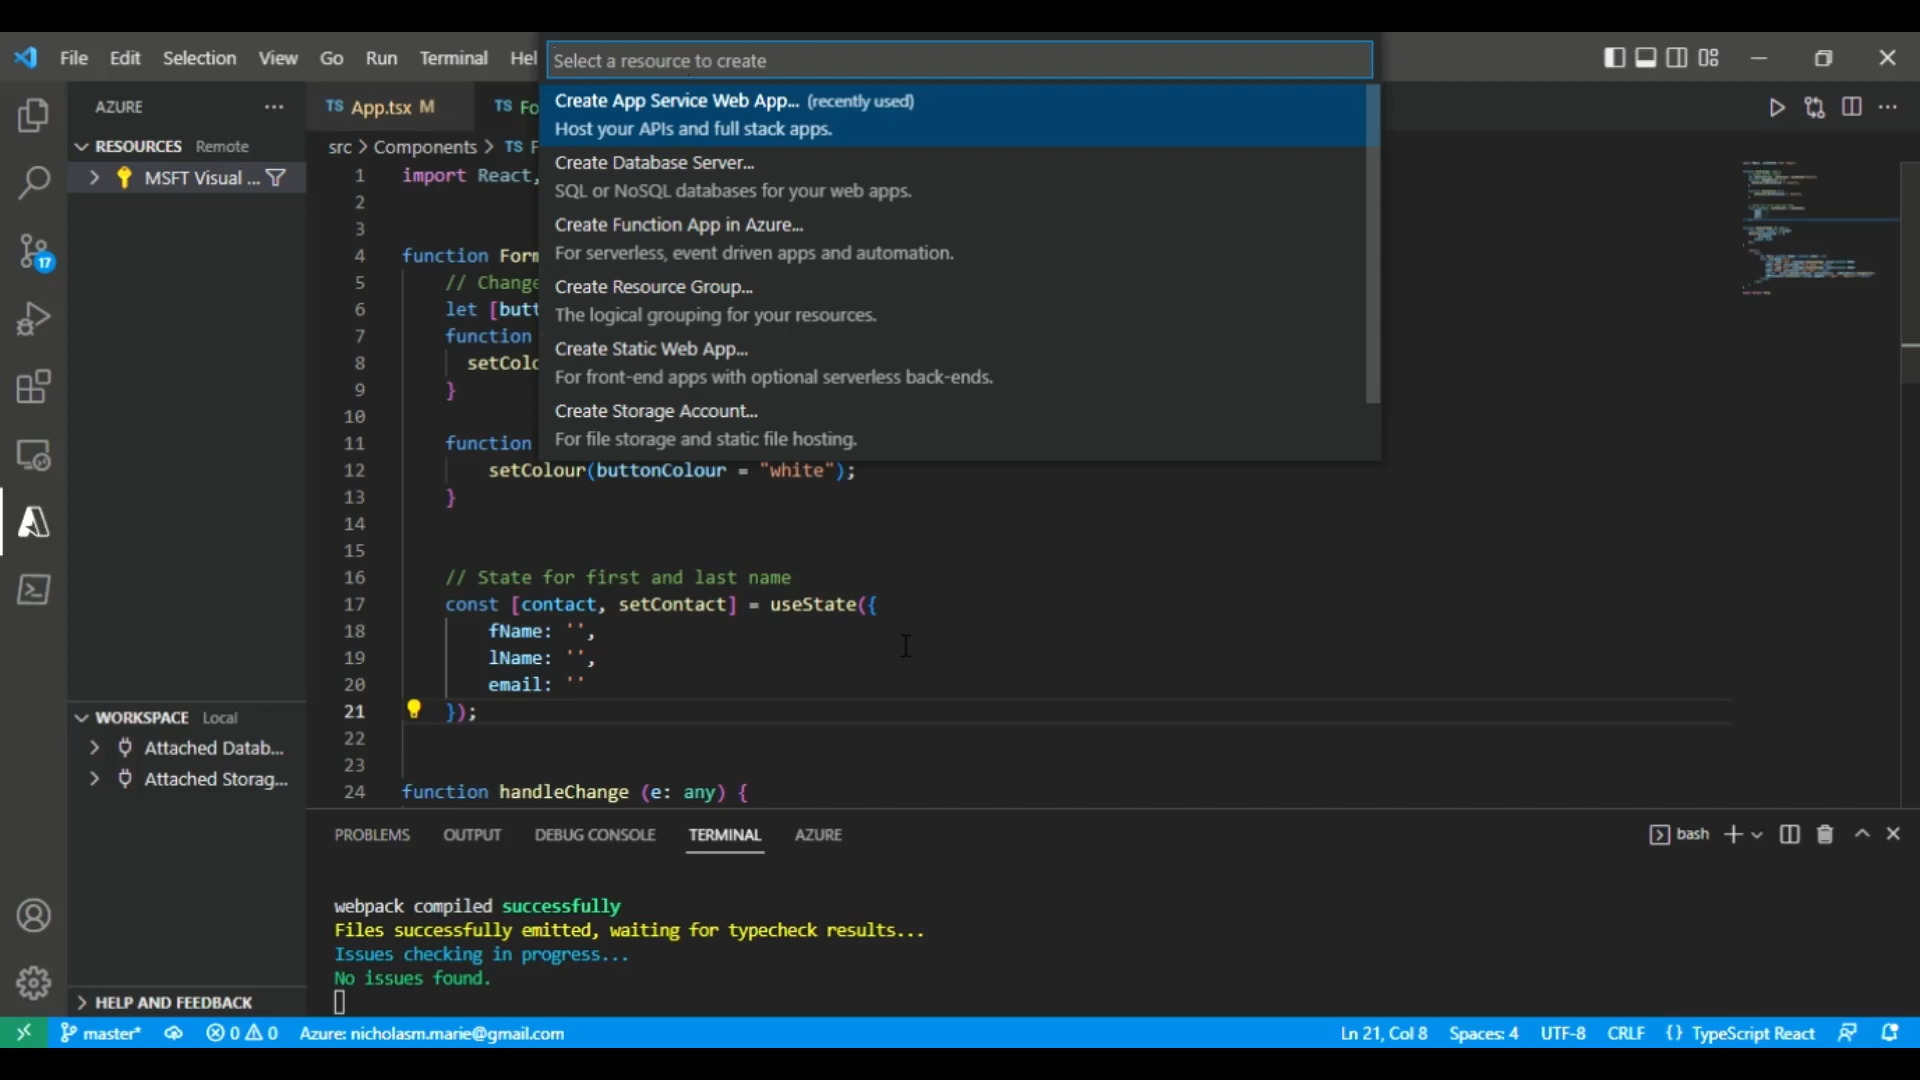 File Edit Selection View Go Run Terminal Hel
Select a resource to create
AZURE
RESOURCES Remote
MSFT Visual ...
17
WORKSPACE Local
Attached Datab...
Attached Storag...
HELP AND FEEDBACK
TS App.tsx M
TS Fo
src > Components > TS F
Create App Service Web App... (recently used)
Host your APIs and full stack apps.
Create Database Server...
SQL or NoSQL databases for your web apps.
Create Function App in Azure...
For serverless, event driven apps and automation.
Create Resource Group...
The logical grouping for your resources.
Create Static Web App...
For front-end apps with optional serverless back-ends.
Create Storage Account...
For file storage and static file hosting.
1 import React,
2
3
4 function Form
5 // Change
6 let [butt
7 function
8 setColo
9 }
10
11 function
12 setColour(buttonColour = "white");
13 }
14
15
16 // State for first and last name
17 const [contact, setContact] = useState({
18 fName: '',
19 lName: '',
20 email: ''
21 });
22
23
24 function handleChange (e: any) {
PROBLEMS OUTPUT DEBUG CONSOLE TERMINAL AZURE
bash
webpack compiled successfully
Files successfully emitted, waiting for typecheck results...
Issues checking in progress...
No issues found.
master* 0 0 Azure: nicholasm.marie@gmail.com
Ln 21, Col 8 Spaces: 4 UTF-8 CRLF {} TypeScript React